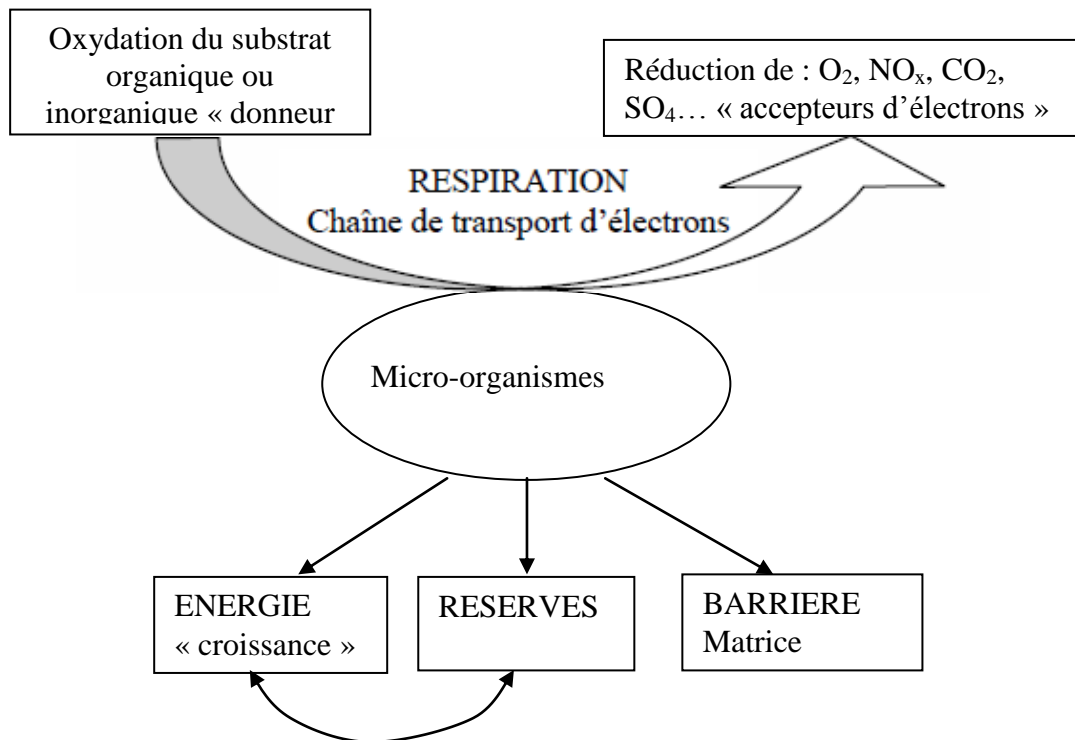 Oxydation du substrat
organique ou
inorganique « donneur
Réduction de : O₂, NOₓ, CO₂,
SO₄… « accepteurs d’électrons »
RESPIRATION
Chaîne de transport d’électrons
Micro-organismes
ENERGIE
« croissance »
RESERVES
BARRIERE
Matrice